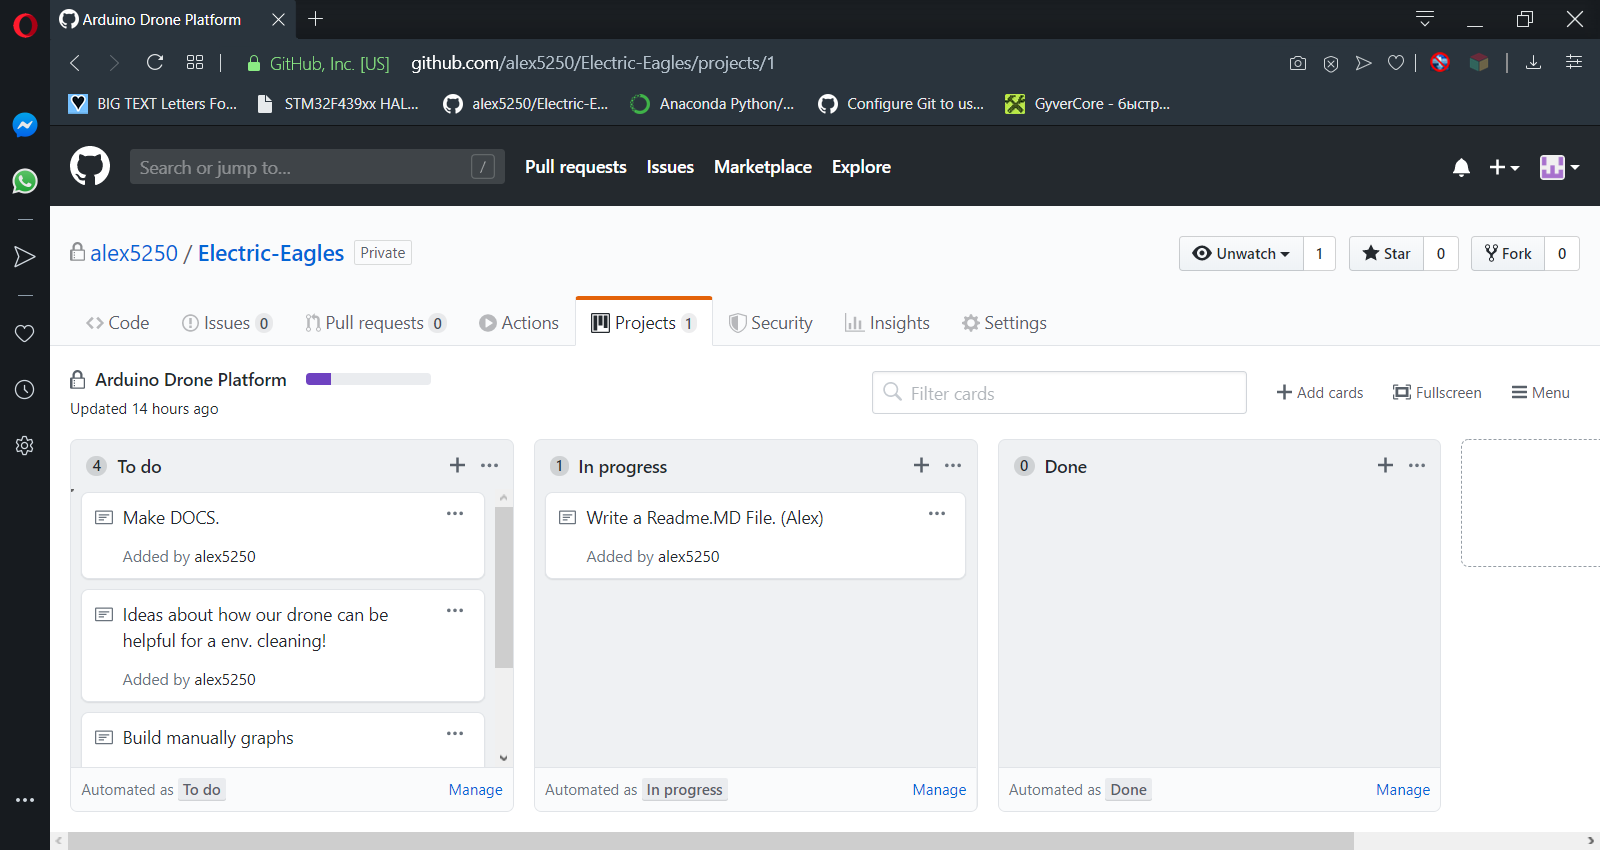 Arduino Drone Platform
GitHub, Inc. [US] github.com/alex5250/Electric-Eagles/projects/1
BIG TEXT Letters Fo... STM32F439xx HAL... alex5250/Electric-E... Anaconda Python/... Configure Git to us... GyverCore - быстр...
Search or jump to... / Pull requests Issues Marketplace Explore
alex5250 / Electric-Eagles Private Unwatch 1 Star 0 Fork 0
Code Issues 0 Pull requests 0 Actions Projects 1 Security Insights Settings
Arduino Drone Platform
Updated 14 hours ago
Filter cards Add cards Fullscreen Menu
4 To do
Make DOCS.
Added by alex5250
Ideas about how our drone can be
helpful for a env. cleaning!
Added by alex5250
Build manually graphs
Automated as To do Manage
1 In progress
Write a Readme.MD File. (Alex)
Added by alex5250
Automated as In progress Manage
0 Done
Automated as Done Manage